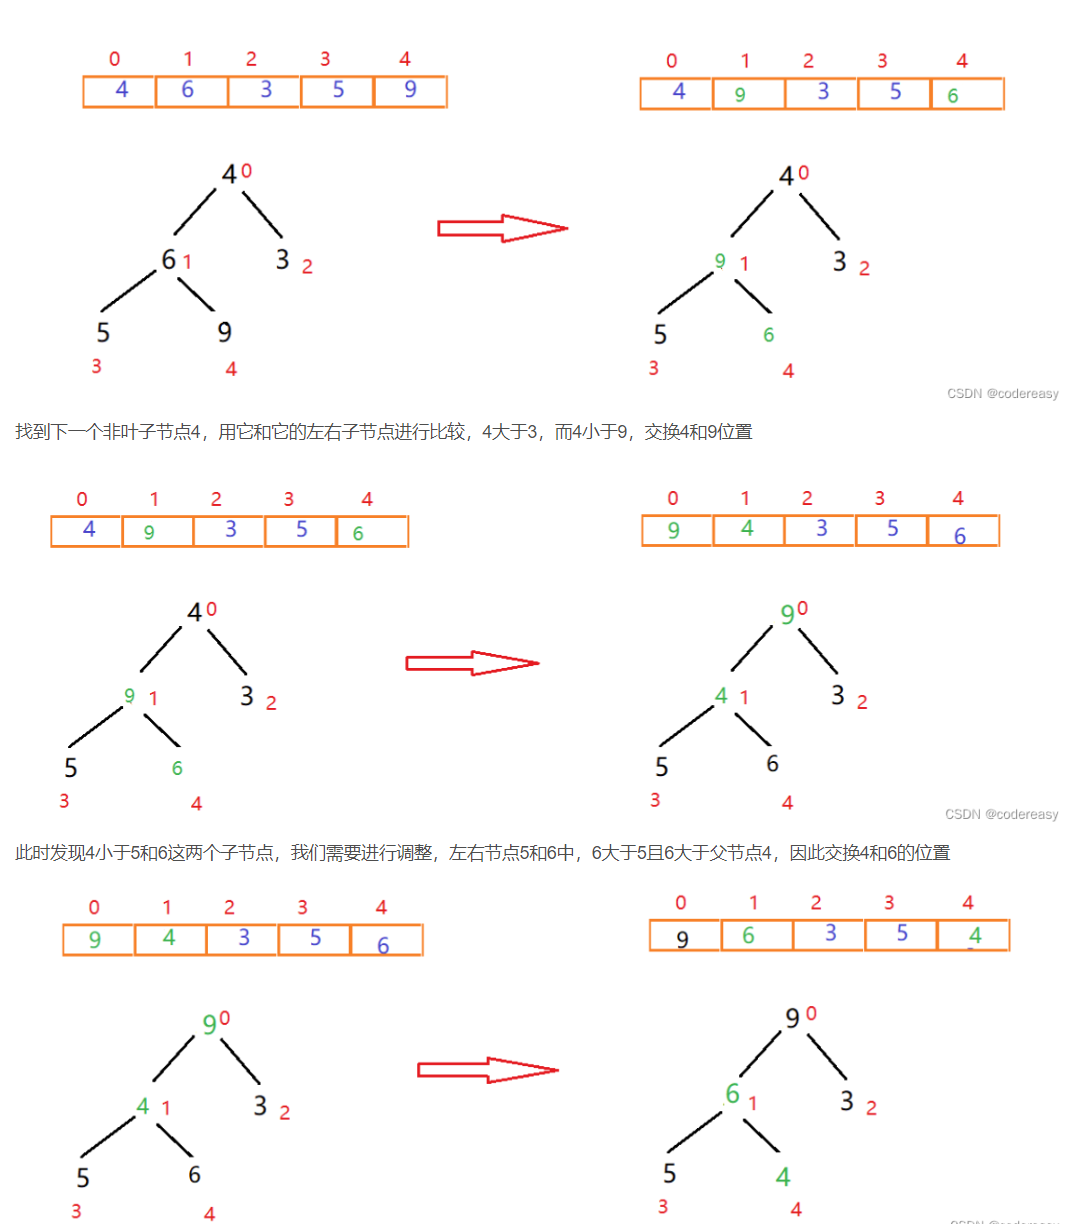 0 1 2 3 4
4 6 3 5 9
4 0
6 1 3 2
5 9
3 4
0 1 2 3 4
4 9 3 5 6
4 0
9 1 3 2
5 6
3 4
CSDN @codereasy
找到下一个非叶子节点4，用它和它的左右子节点进行比较，4大于3，而4小于9，交换4和9位置
0 1 2 3 4
4 9 3 5 6
4 0
9 1 3 2
5 6
3 4
0 1 2 3 4
9 4 3 5 6
9 0
4 1 3 2
5 6
3 4
CSDN @codereasy
此时发现4小于5和6这两个子节点，我们需要进行调整，左右节点5和6中，6大于5且6大于父节点4，因此交换4和6的位置
0 1 2 3 4
9 4 3 5 6
9 0
4 1 3 2
5 6
3 4
0 1 2 3 4
9 6 3 5 4
9 0
6 1 3 2
5 4
3 4